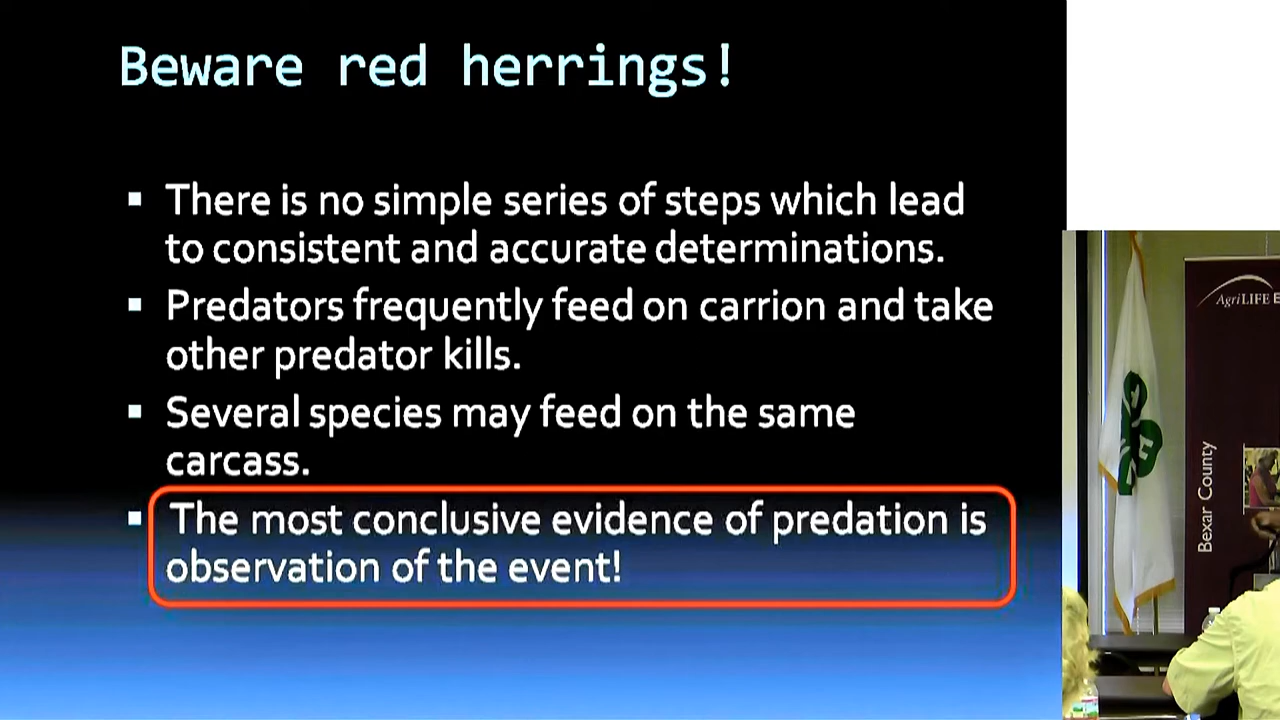 Beware red herrings!
There is no simple series of steps which lead
to consistent and accurate determinations.
Predators frequently feed on carrion and take
other predator kills.
Several species may feed on the same
carcass.
The most conclusive evidence of predation is
observation of the event!
AgriLIFE E
Bexar County